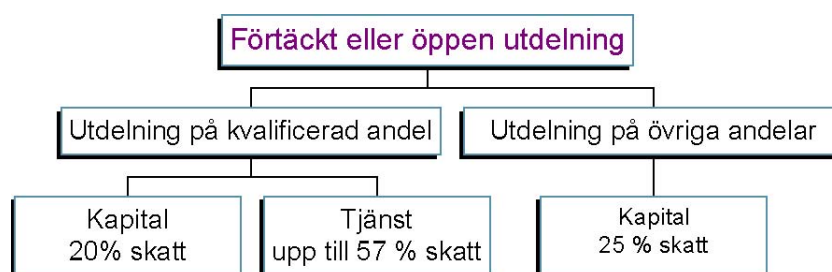 Förtäckt eller öppen utdelning
Utdelning på kvalificerad andel
Utdelning på övriga andelar
Kapital
20% skatt
Tjänst
upp till 57 % skatt
Kapital
25 % skatt